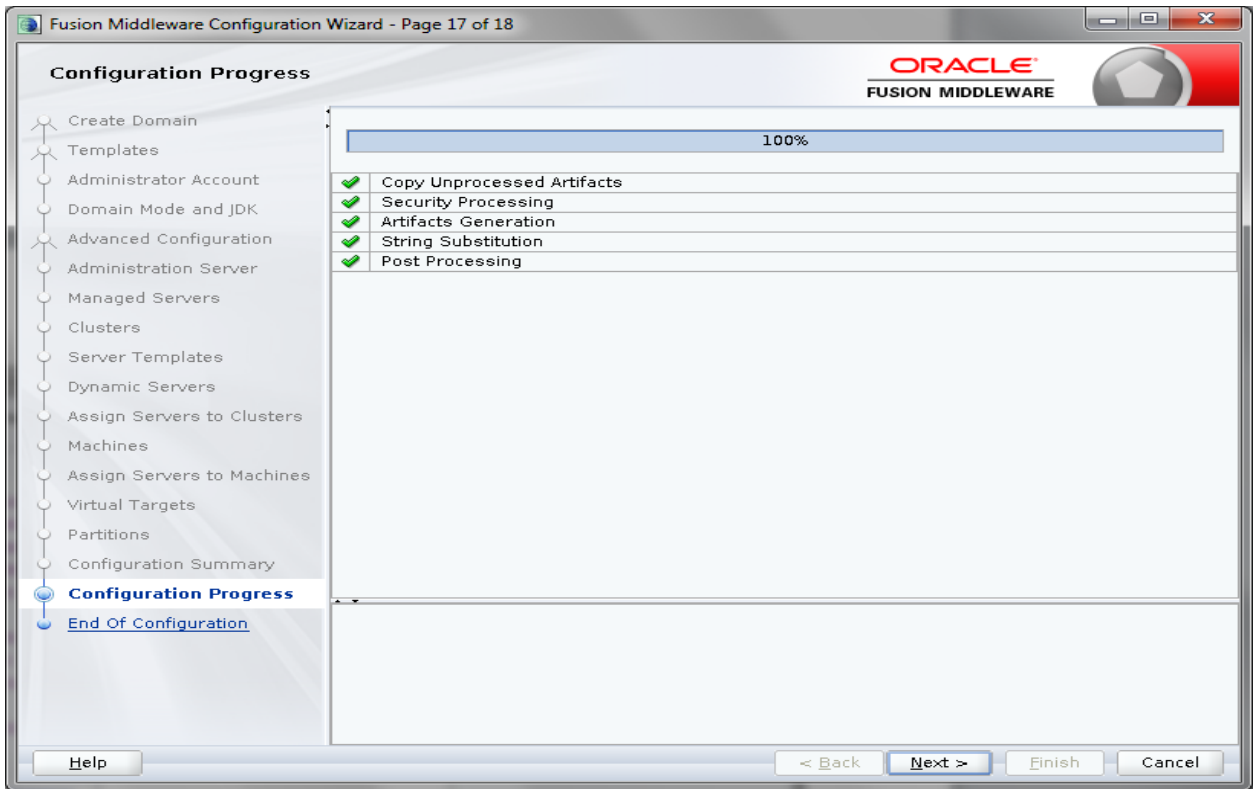 Fusion Middleware Configuration Wizard - Page 17 of 18
Configuration Progress
ORACLE
FUSION MIDDLEWARE
Create Domain
Templates
Administrator Account
Domain Mode and JDK
Advanced Configuration
Administration Server
Managed Servers
Clusters
Server Templates
Dynamic Servers
Assign Servers to Clusters
Machines
Assign Servers to Machines
Virtual Targets
Partitions
Configuration Summary
Configuration Progress
End Of Configuration
100%
Copy Unprocessed Artifacts
Security Processing
Artifacts Generation
String Substitution
Post Processing
Help
< Back
Next >
Finish
Cancel